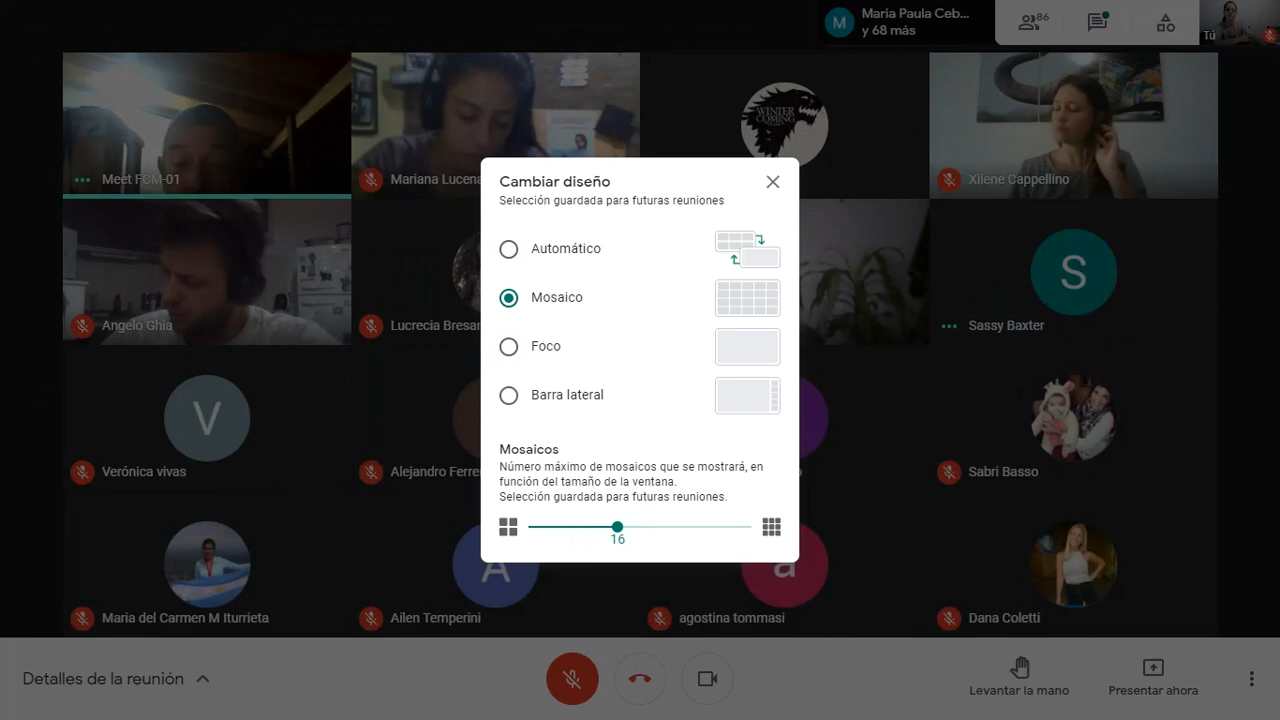 Maria Paula Ceb...
y 68 más
86
M
Tú
Meet FCM-01
Mariana Lucena
WINTER
COMING
Xilene Cappellino
Cambiar diseño
Selección guardada para futuras reuniones
Automático
Mosaico
Foco
Barra lateral
Mosaicos
Número máximo de mosaicos que se mostrará, en
función del tamaño de la ventana.
Selección guardada para futuras reuniones.
16
Angelo Ghia
Lucrecia Bresar
S
Sassy Baxter
V
Verónica vivas
Alejandro Ferre
Sabri Basso
Maria del Carmen M Iturrieta
A
Ailen Temperini
a
agostina tommasi
Dana Coletti
Detalles de la reunión
Levantar la mano
Presentar ahora